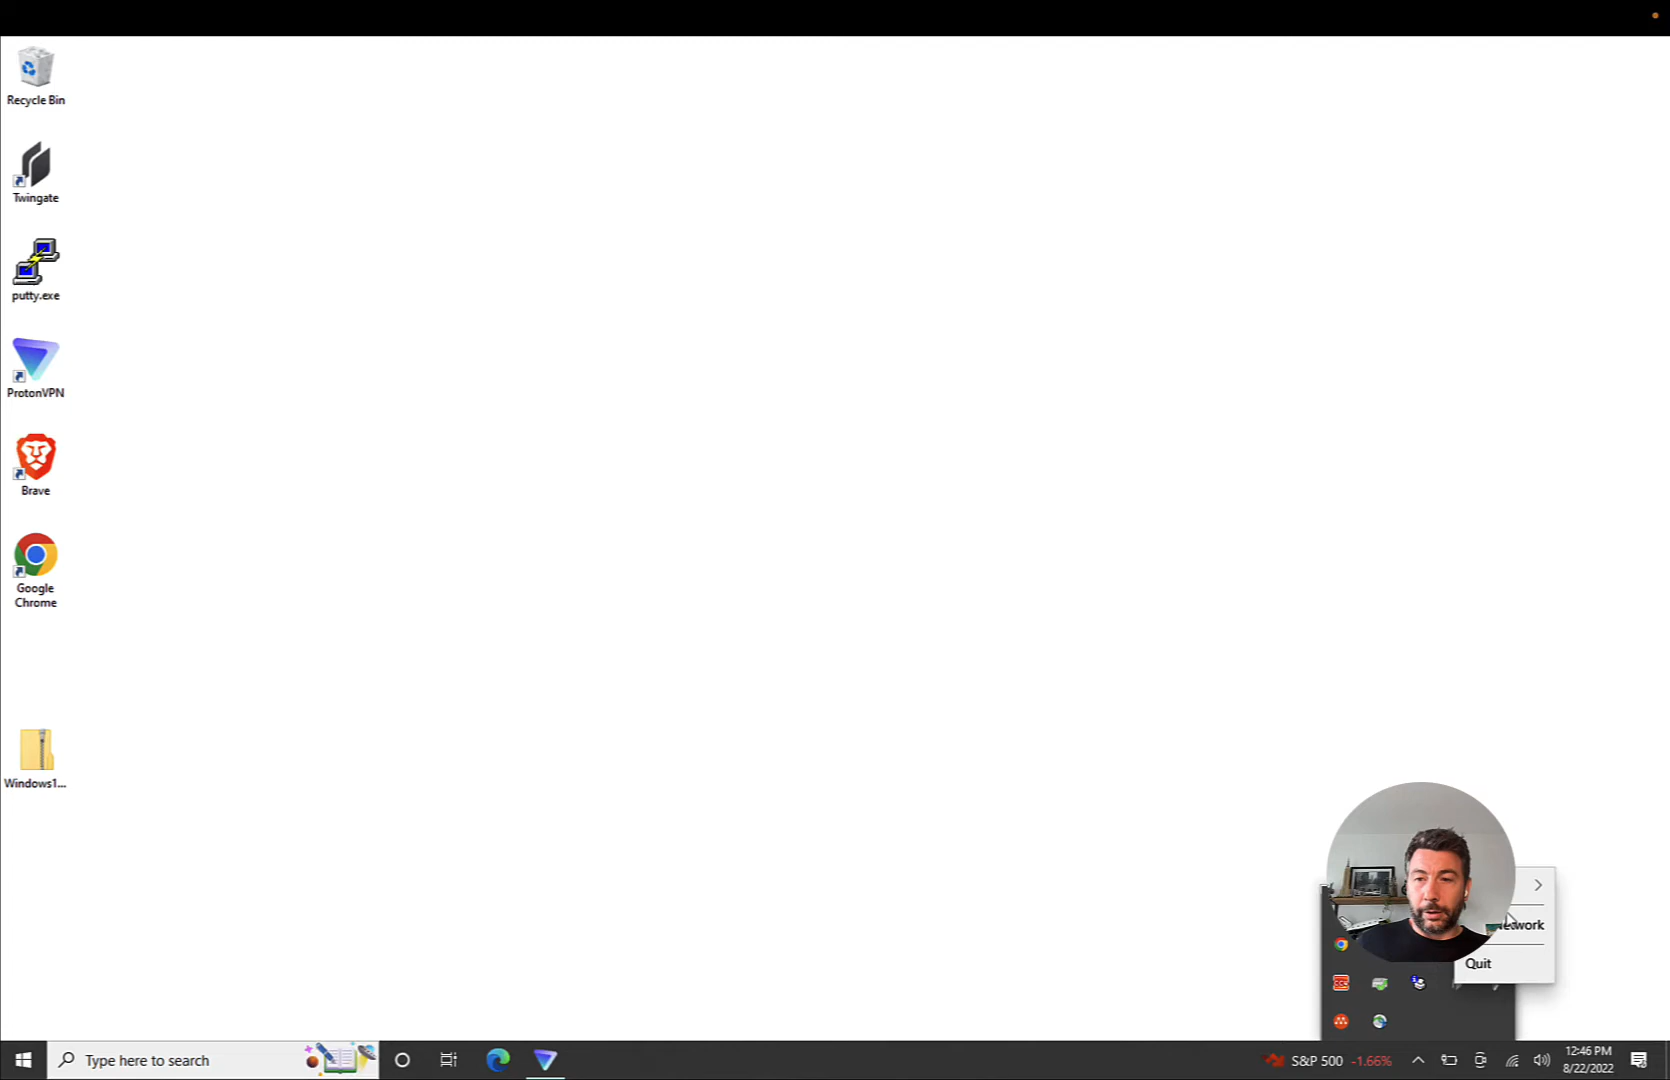 Recycle Bin
Twingate
putty.exe
ProtonVPN
Brave
Google
Chrome
Windows1...
Quit
Type here to search
S&P 500 -1.66%
12:46 PM
8/22/2022